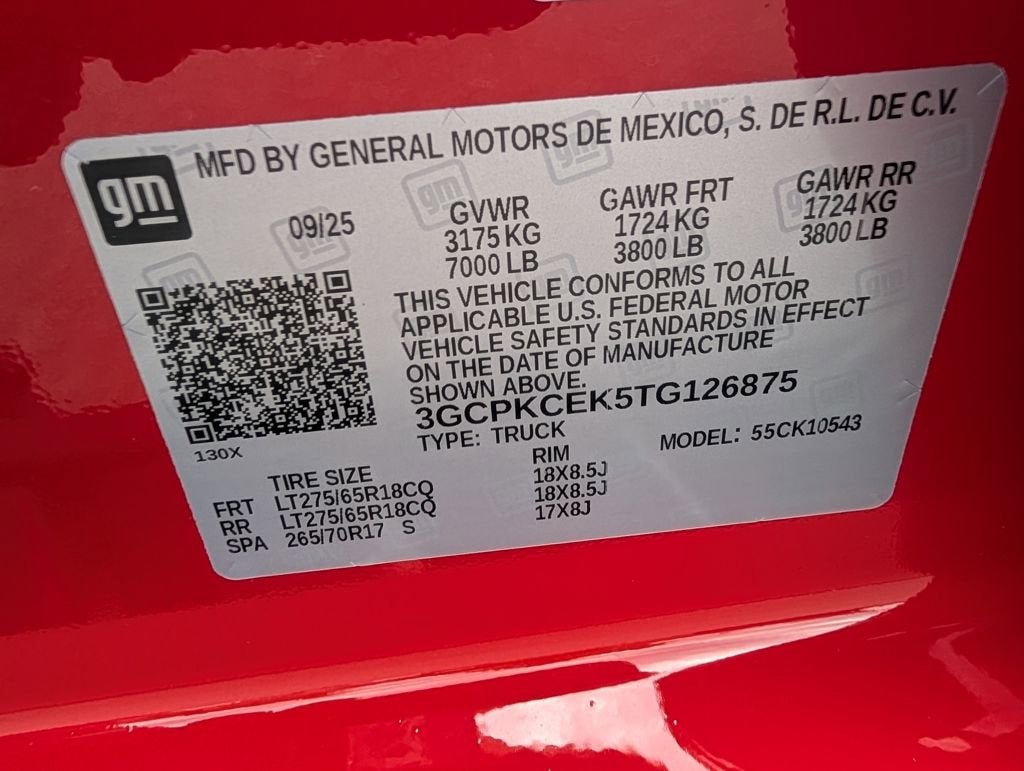 MFD BY GENERAL MOTORS DE MEXICO, S. DE R.L. DE C.V.
gm
09/25
GVWR GAWR FRT GAWR RR
3175 KG 1724 KG 1724 KG
7000 LB 3800 LB 3800 LB
THIS VEHICLE CONFORMS TO ALL
APPLICABLE U.S. FEDERAL MOTOR
VEHICLE SAFETY STANDARDS IN EFFECT
ON THE DATE OF MANUFACTURE
SHOWN ABOVE.
3GCPKCEK5TG126875
TYPE: TRUCK MODEL: 55CK10543
130X
TIRE SIZE RIM
FRT LT275/65R18CQ 18X8.5J
RR LT275/65R18CQ 18X8.5J
SPA 265/70R17 S 17X8J